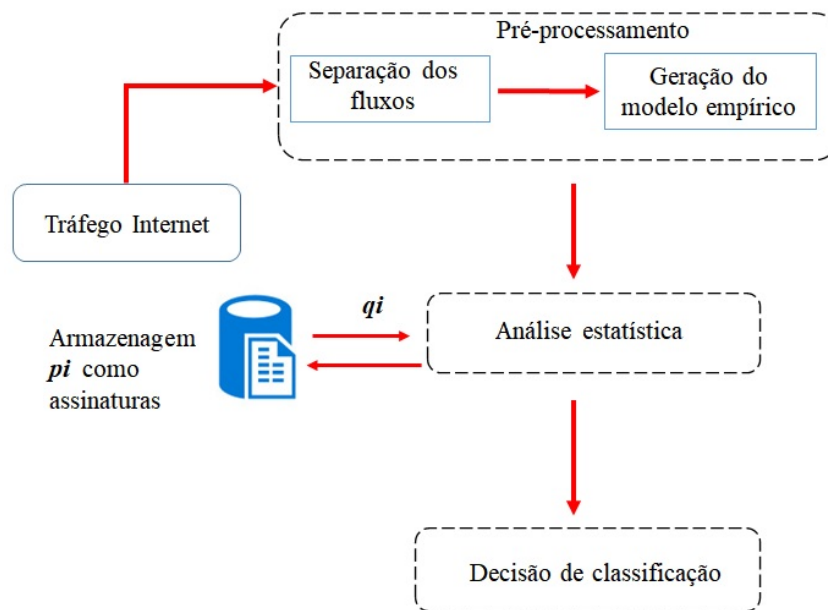 Pré-processamento
Separação dos
fluxos
Geração do
modelo empírico
Tráfego Internet
qi
Armazenagem
pi como
assinaturas
Análise estatística
Decisão de classificação